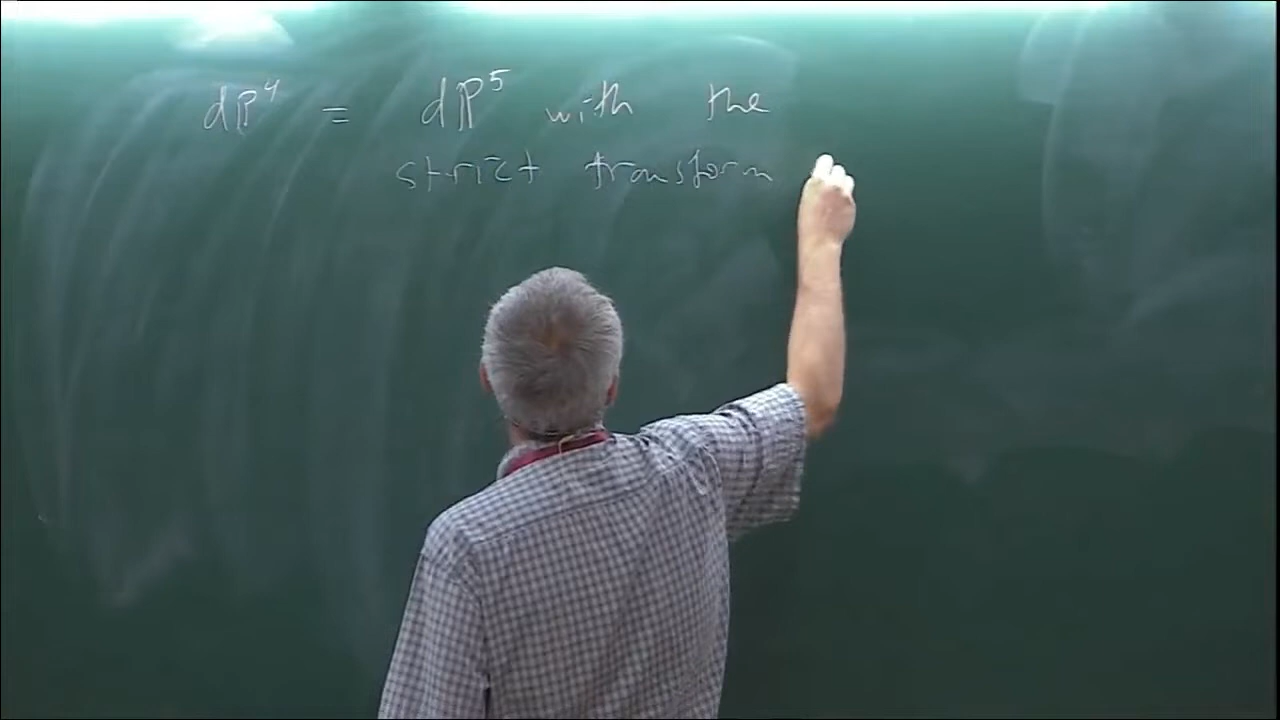 dℙ⁴ = dℙ⁵ with the
strict transform